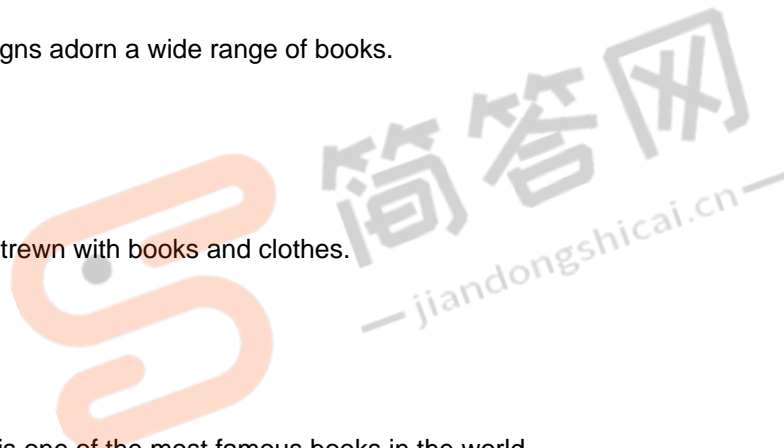 gns adorn a wide range of books.
简答网
jiandongshicai.cn
trewn with books and clothes.
is one of the most famous books in the world